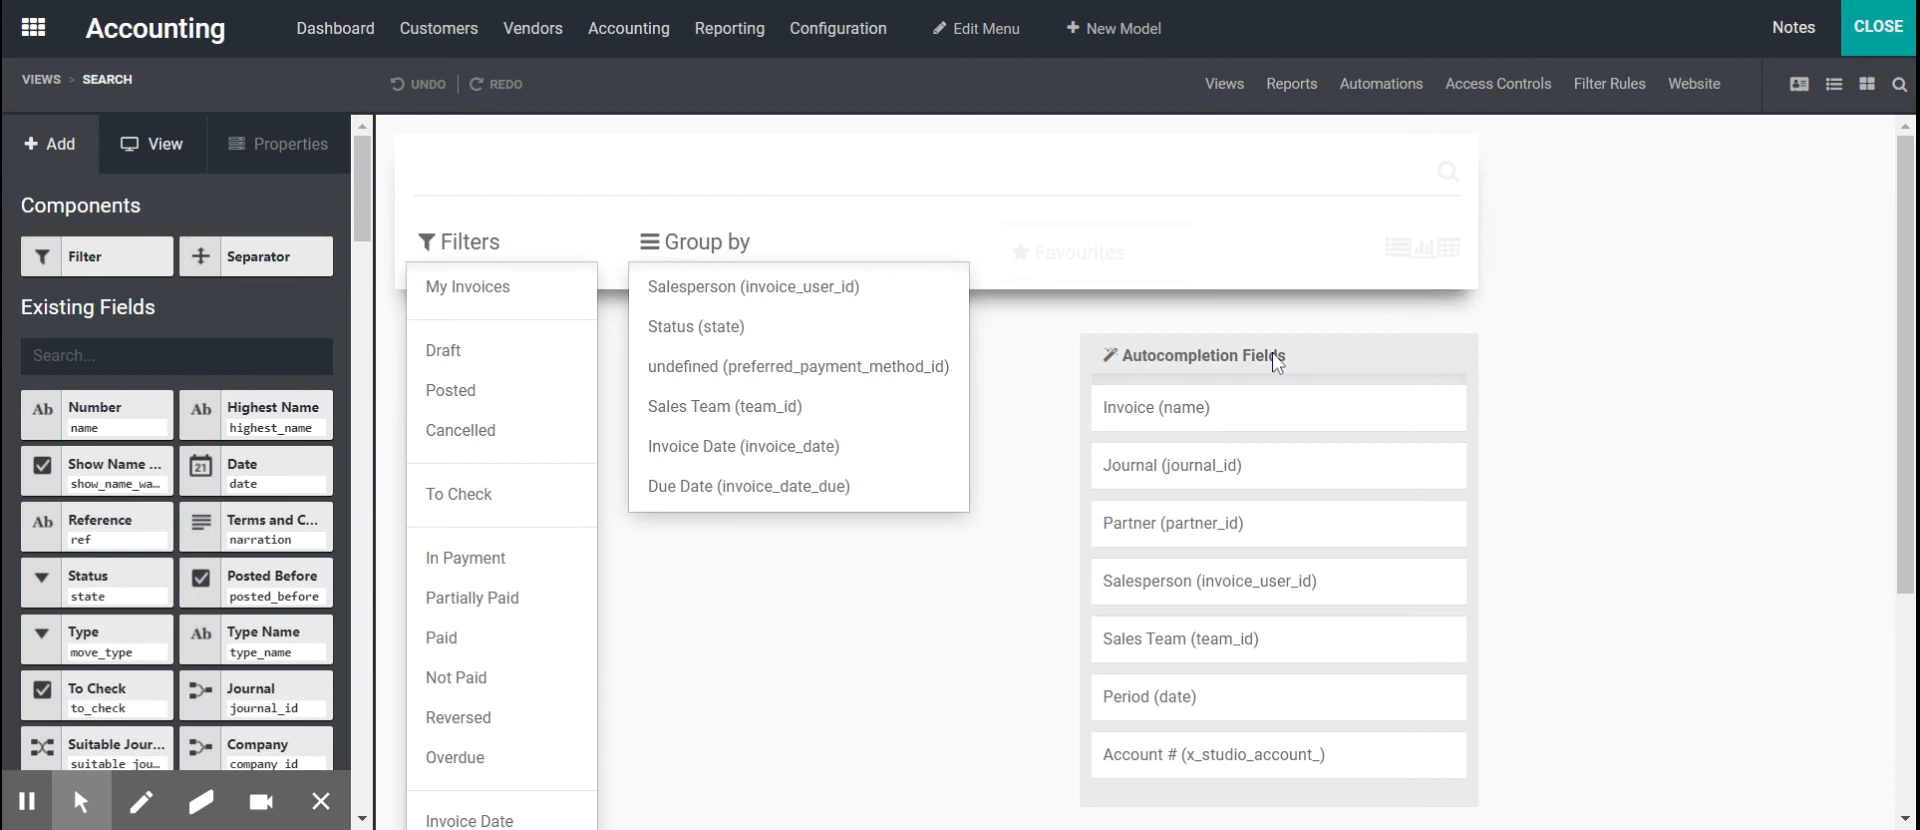 Accounting
Dashboard Customers Vendors Accounting Reporting Configuration Edit Menu + New Model
Notes CLOSE
VIEWS > SEARCH
UNDO REDO
Views Reports Automations Access Controls Filter Rules Website
+ Add View Properties
Components
Filter Separator
Existing Fields
Search...
Ab Number Ab Highest Name
name highest_name
Show Name ... 21 Date
show_name_wa... date
Ab Reference Terms and C...
ref narration
Status Posted Before
state posted_before
Type Ab Type Name
move_type type_name
To Check Journal
to_check journal_id
Suitable Jour... Company
suitable_jou... company_id
Filters
My Invoices
Draft
Posted
Cancelled
To Check
In Payment
Partially Paid
Paid
Not Paid
Reversed
Overdue
Invoice Date
Group by
Salesperson (invoice_user_id)
Status (state)
undefined (preferred_payment_method_id)
Sales Team (team_id)
Invoice Date (invoice_date)
Due Date (invoice_date_due)
Favourites
Autocompletion Fields
Invoice (name)
Journal (journal_id)
Partner (partner_id)
Salesperson (invoice_user_id)
Sales Team (team_id)
Period (date)
Account # (x_studio_account_)